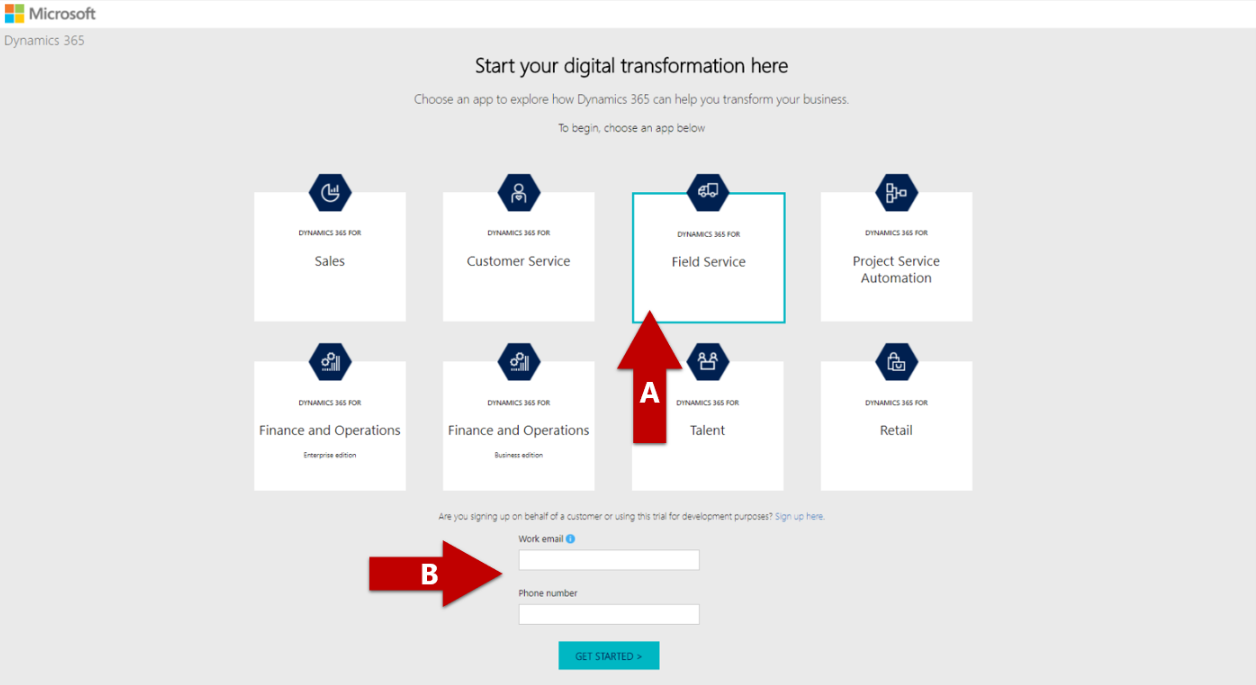 Microsoft
Dynamics 365
Start your digital transformation here
Choose an app to explore how Dynamics 365 can help you transform your business.
To begin, choose an app below
DYNAMICS 365 FOR
Sales
DYNAMICS 365 FOR
Customer Service
DYNAMICS 365 FOR
Field Service
DYNAMICS 365 FOR
Project Service
Automation
A
DYNAMICS 365 FOR
Finance and Operations
Enterprise edition
DYNAMICS 365 FOR
Finance and Operations
Business edition
DYNAMICS 365 FOR
Talent
DYNAMICS 365 FOR
Retail
Are you signing up on behalf of a customer or using this trial for development purposes? Sign up here.
Work email
B
Phone number
GET STARTED >